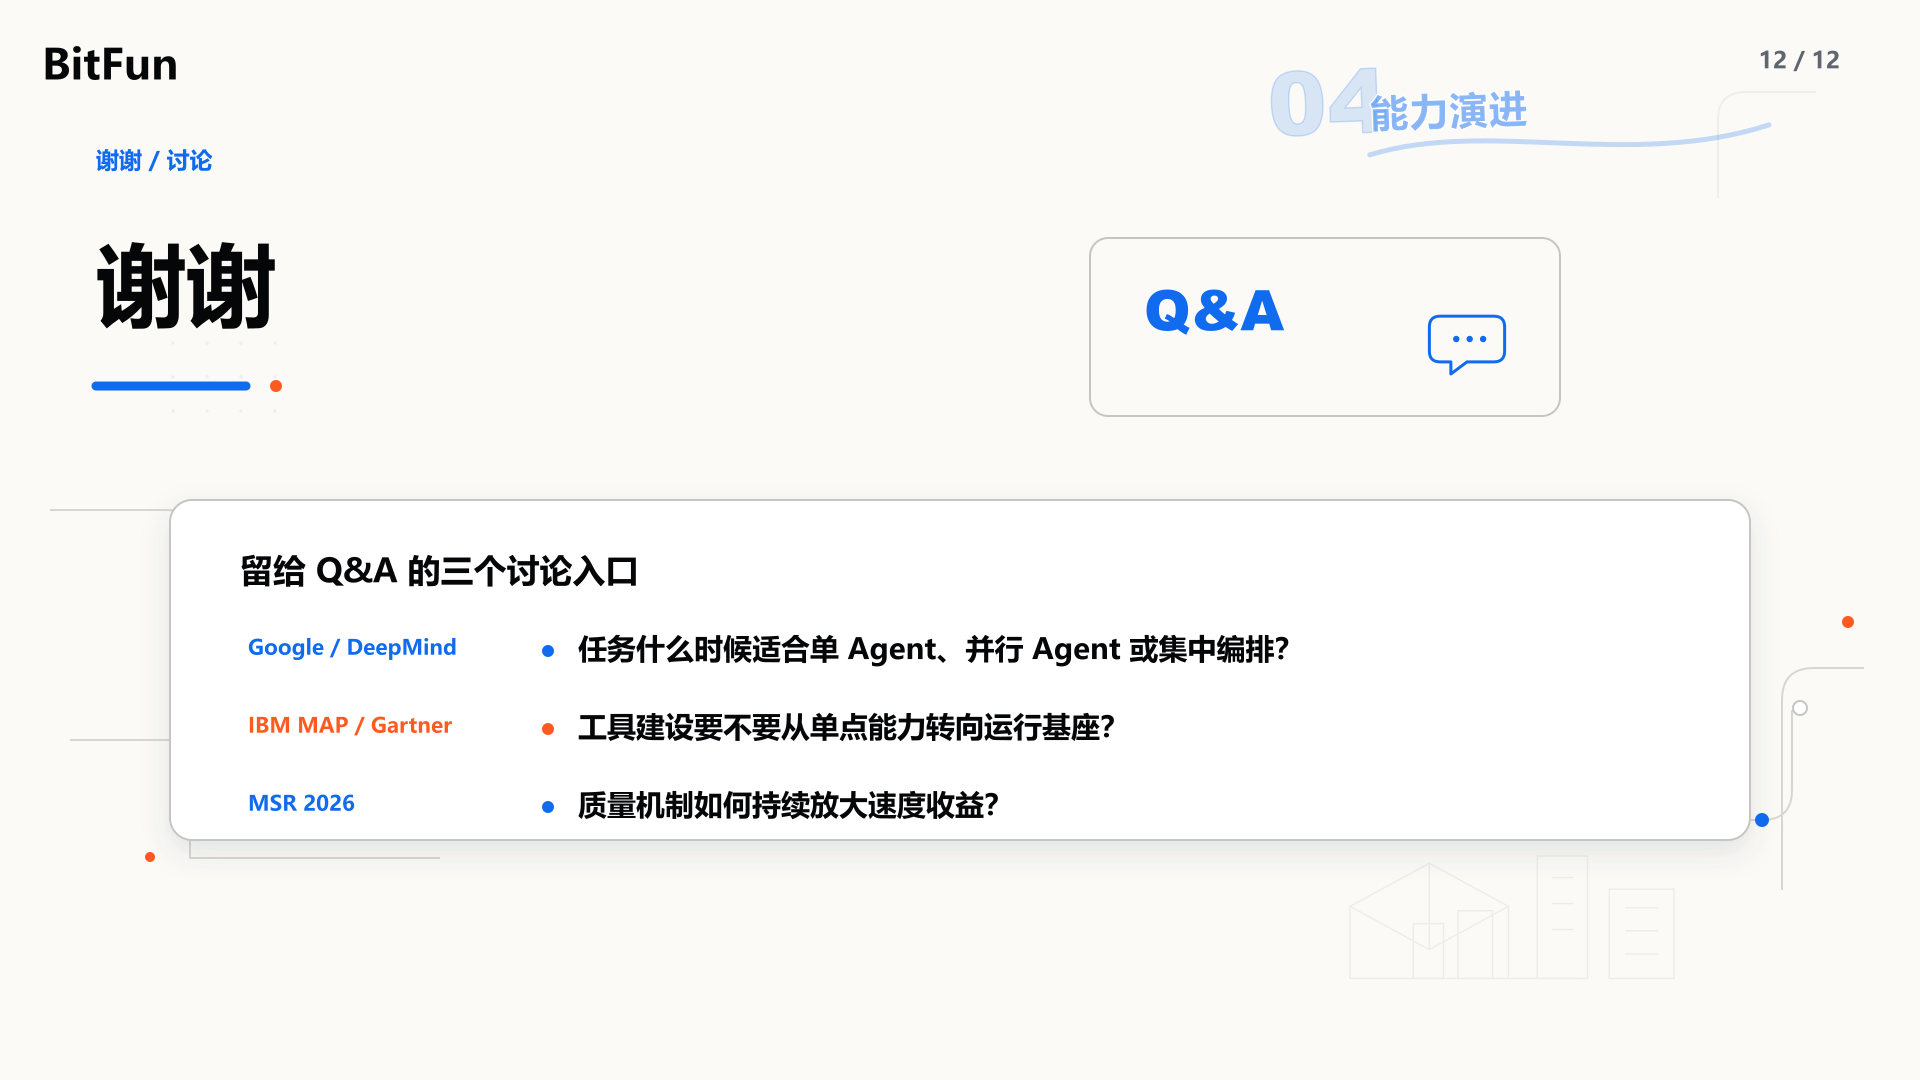 BitFun
12 / 12
04 能力演进
谢谢 / 讨论
谢谢
Q&A
留给 Q&A 的三个讨论入口
Google / DeepMind
任务什么时候适合单 Agent、并行 Agent 或集中编排？
IBM MAP / Gartner
工具建设要不要从单点能力转向运行基座？
MSR 2026
质量机制如何持续放大速度收益？